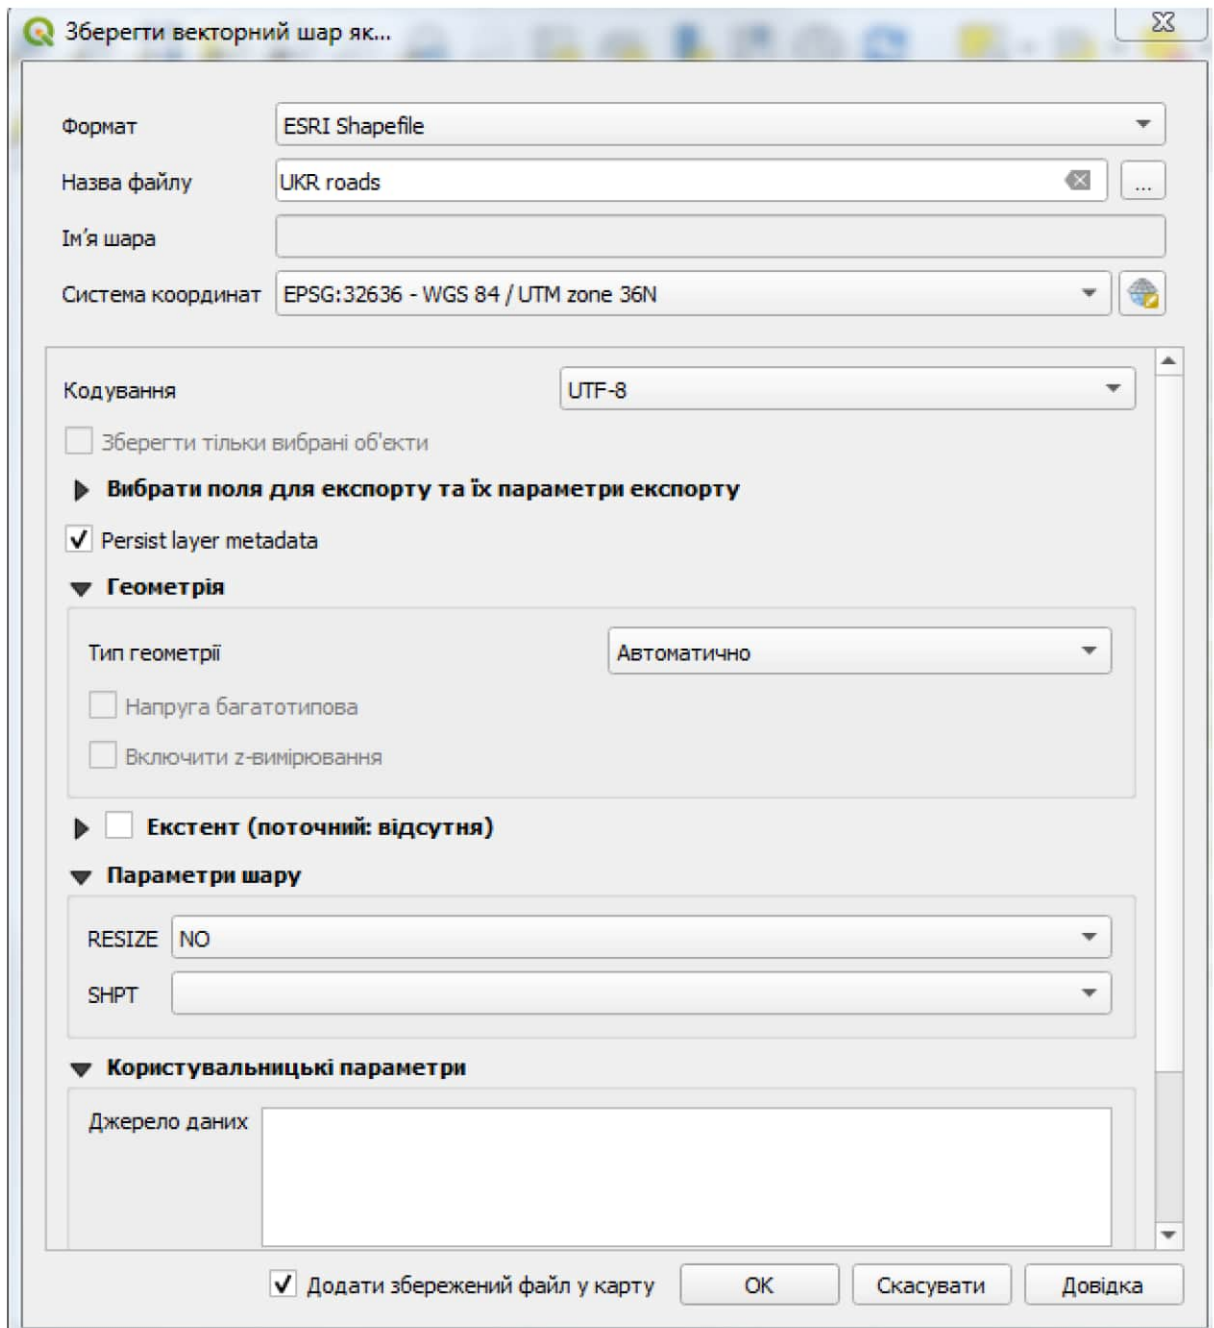 Зберегти векторний шар як...
Формат ESRI Shapefile
Назва файлу UKR roads ...
Ім'я шара
Система координат EPSG:32636 - WGS 84 / UTM zone 36N
Кодування UTF-8
Зберегти тільки вибрані об'єкти
Вибрати поля для експорту та їх параметри експорту
Persist layer metadata
Геометрія
Тип геометрії Автоматично
Напруга багатотипова
Включити z-вимірювання
Екстент (поточний: відсутня)
Параметри шару
RESIZE NO
SHPT
Користувальницькі параметри
Джерело даних
Додати збережений файл у карту OK Скасувати Довідка